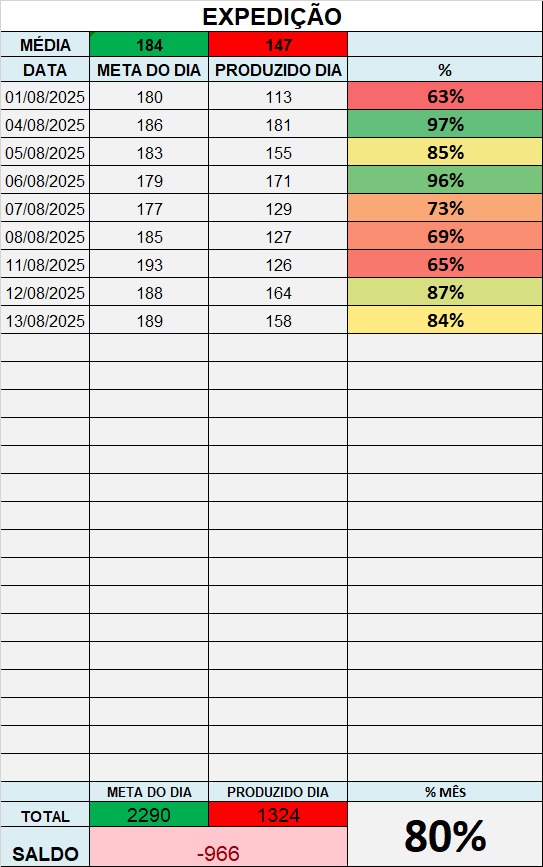 EXPEDIÇÃO
MÉDIA 184 147
DATA META DO DIA PRODUZIDO DIA %
01/08/2025 180 113 63%
04/08/2025 186 181 97%
05/08/2025 183 155 85%
06/08/2025 179 171 96%
07/08/2025 177 129 73%
08/08/2025 185 127 69%
11/08/2025 193 126 65%
12/08/2025 188 164 87%
13/08/2025 189 158 84%
META DO DIA PRODUZIDO DIA % MÊS
TOTAL 2290 1324 80%
SALDO -966